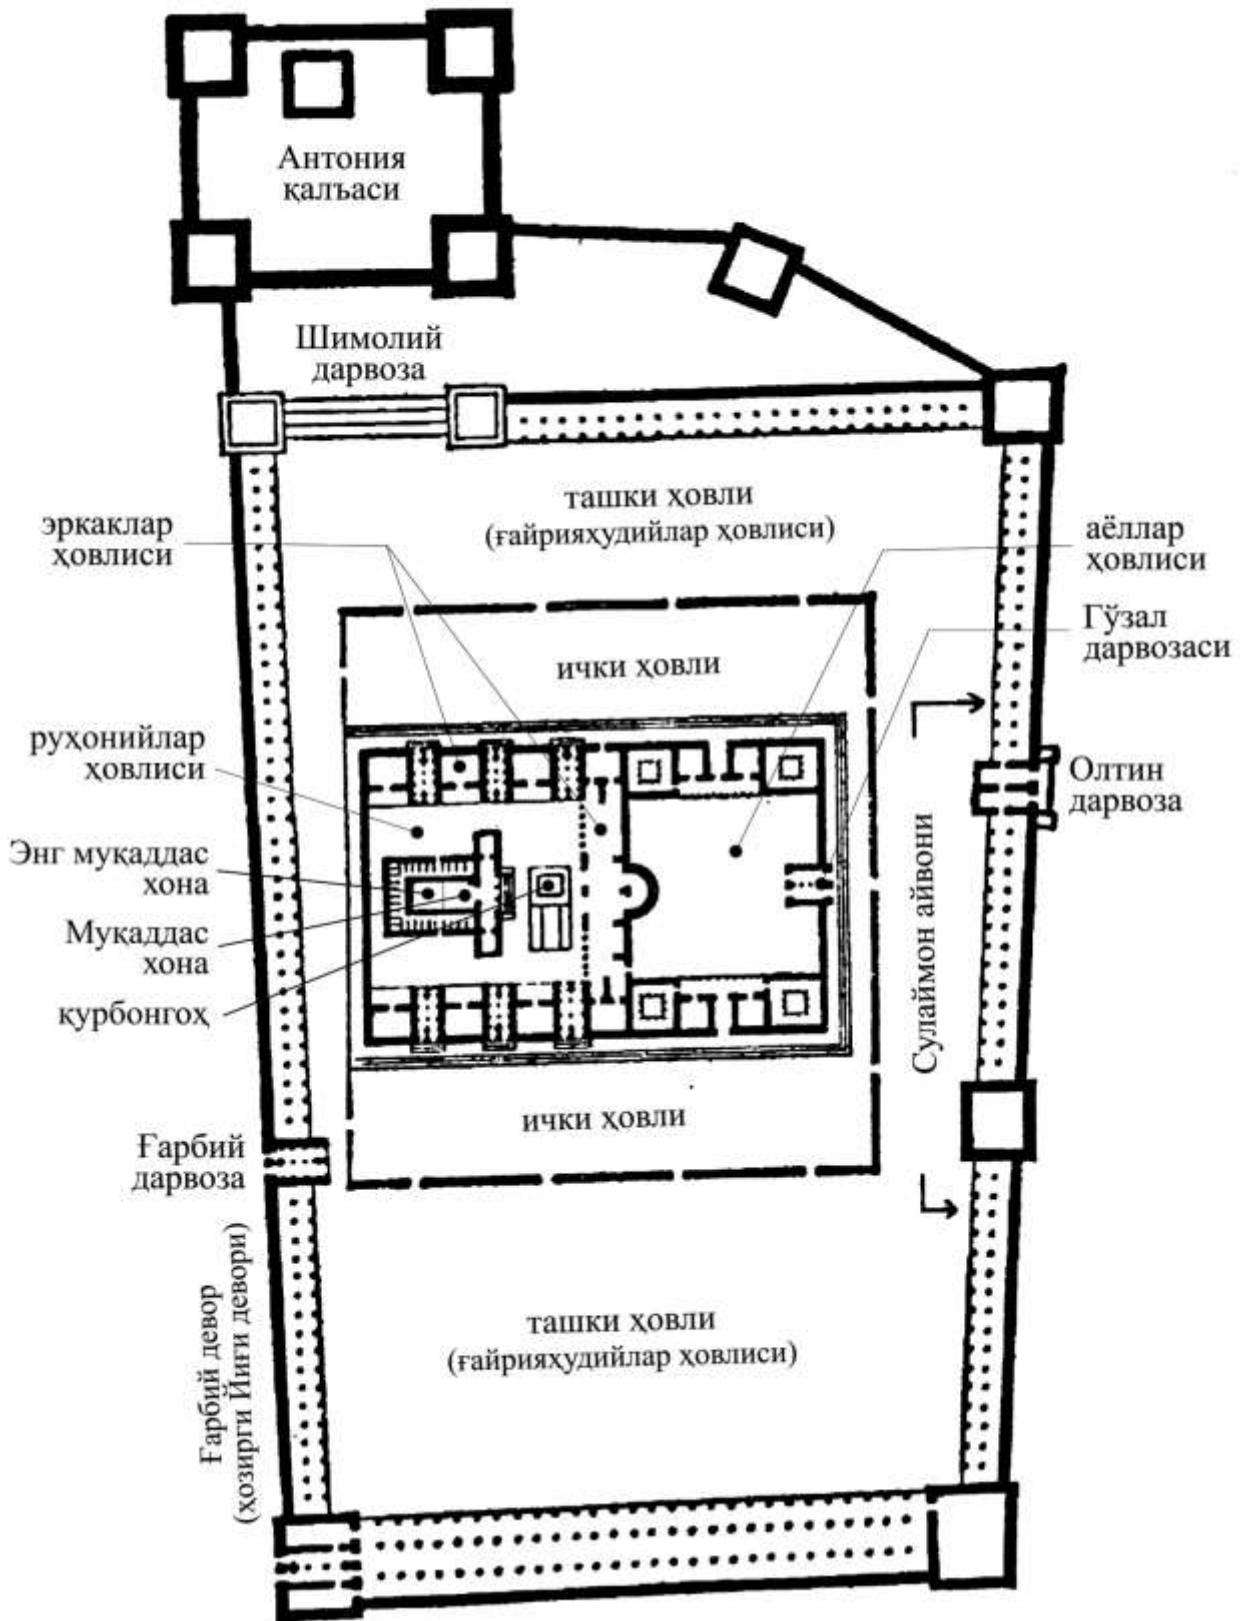 Антония
қалъаси
Шимолий
дарвоза
ташки ҳовли
(ғайрияҳудийлар ҳовлиси)
эркаклар
ҳовлиси
аёллар
ҳовлиси
Гўзал
дарвозаси
ички ҳовли
руҳонийлар
ҳовлиси
Олтин
дарвоза
Энг муқаддас
хона
Муқаддас
хона
қурбонгоҳ
Сулаймон айвони
ички ҳовли
Ғарбий
дарвоза
Ғарбий девор
(ҳозирги Йиғи девори)
ташки ҳовли
(ғайрияҳудийлар ҳовлиси)